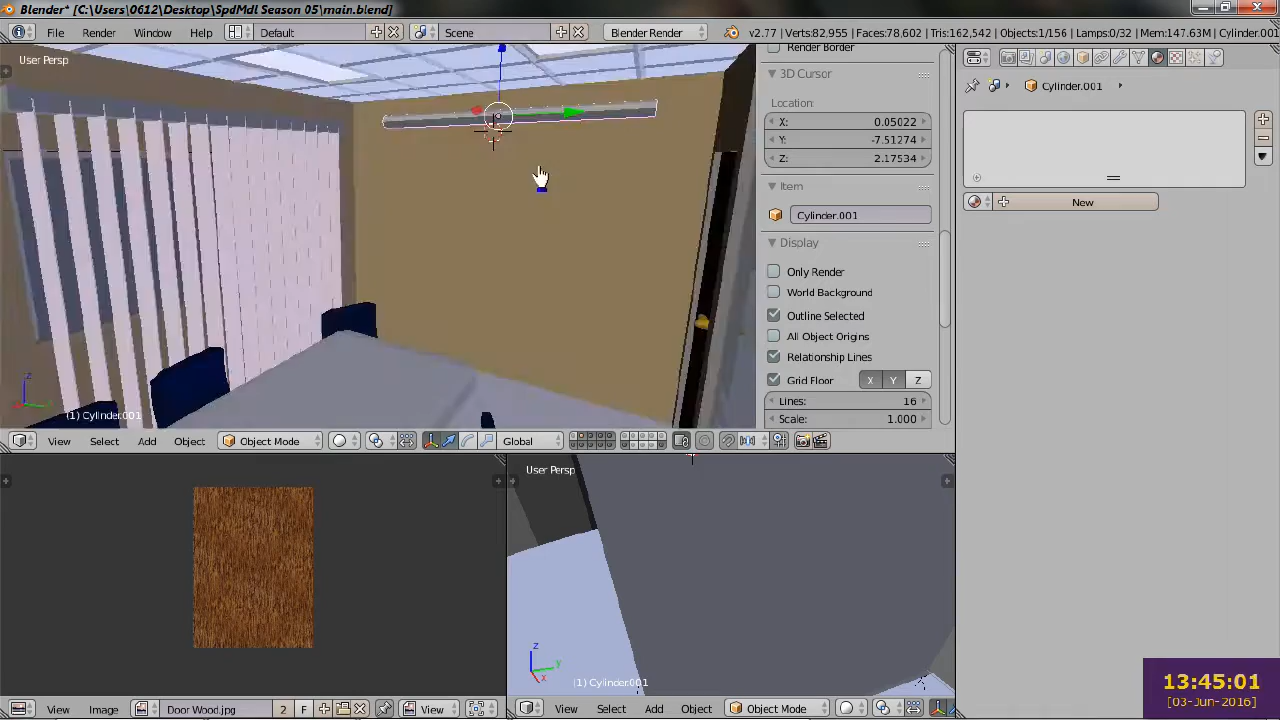 Blender* [C:\Users\0612\Desktop\SpdMdl Season 05\main.blend]
File Render Window Help Default Scene Blender Render v2.77 | Verts:82,955 | Faces:78,602 | Tris:162,542 | Objects:1/156 | Lamps:0/32 | Mem:147.63M | Cylinder.001
User Persp
Render Border
3D Cursor
Location:
X: 0.05022
Y: -7.51274
Z: 2.17534
Item
Cylinder.001
Display
Only Render
World Background
Outline Selected
All Object Origins
Relationship Lines
Grid Floor X Y Z
Lines: 16
Scale: 1.000
Cylinder.001
New
(1) Cylinder.001
View Select Add Object Object Mode Global
User Persp
(1) Cylinder.001
View Image Door Wood.jpg 2 F View
View Select Add Object Object Mode
13:45:01
[03-Jun-2016]